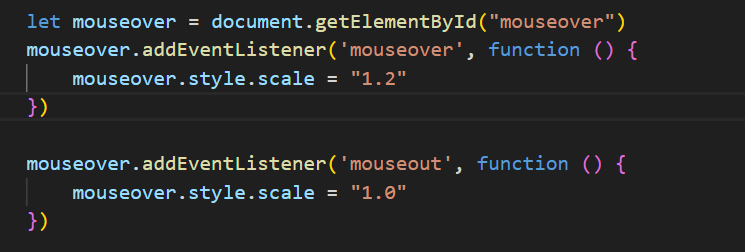 let mouseover = document.getElementById("mouseover")
mouseover.addEventListener('mouseover', function () {
    mouseover.style.scale = "1.2"
})

mouseover.addEventListener('mouseout', function () {
    mouseover.style.scale = "1.0"
})